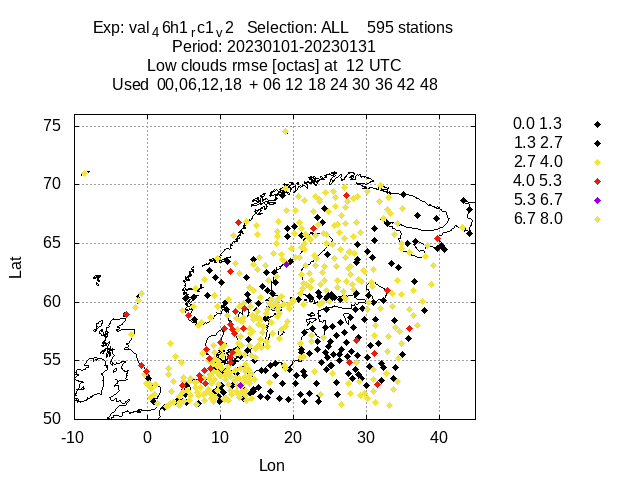 Exp: val4 6h1r c1v 2 Selection: ALL 595 stations
Period: 20230101-20230131
Low clouds rmse [octas] at 12 UTC
Used 00,06,12,18 + 06 12 18 24 30 36 42 48
75
70
65
60
55
50
Lat
-10 0 10 20 30 40
Lon
0.0 1.3
1.3 2.7
2.7 4.0
4.0 5.3
5.3 6.7
6.7 8.0